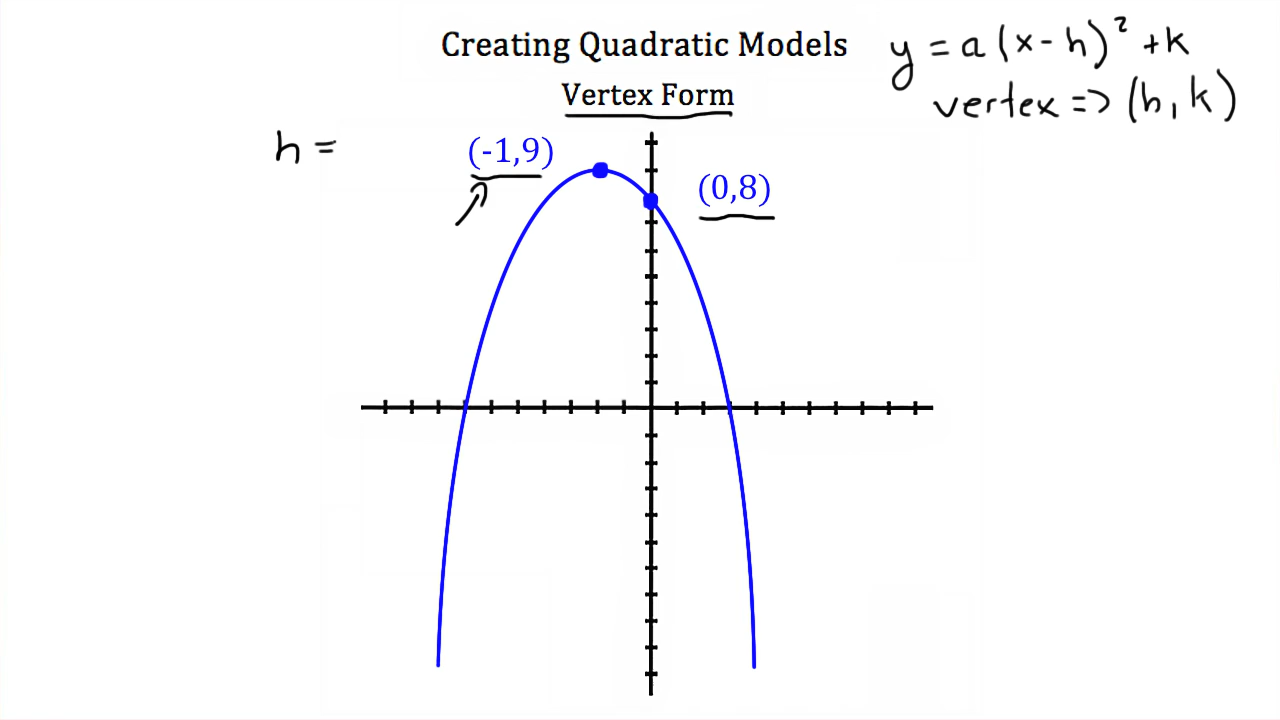 Creating Quadratic Models
Vertex Form
y = a(x-h)² +k
vertex => (h,k)
h =
(-1,9)
(0,8)